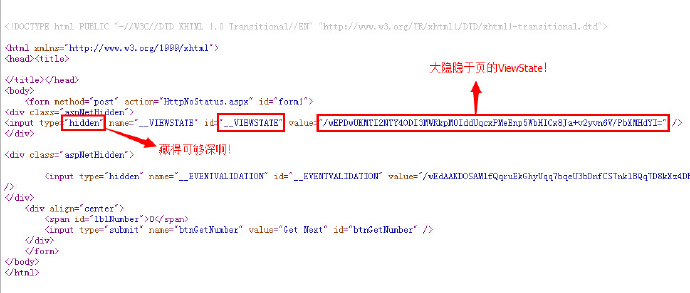 <!DOCTYPE html PUBLIC "-//W3C//DTD XHTML 1.0 Transitional//EN" "http://www.w3.org/TR/xhtml1/DTD/xhtml1-transitional.dtd">
<html xmlns="http://www.w3.org/1999/xhtml">
<head><title>
</title></head>
大隐隐于页的ViewState!
<body>
<form method="post" action="HttpNoStatus.aspx" id="form1">
<div class="aspNetHidden">
<input type="hidden" name="__VIEWSTATE" id="__VIEWSTATE" value=
</div>
藏得可够深啊!
<div class="aspNetHidden">
<input type="hidden" name="__EVENTVALIDATION" id="__EVENTVALIDATION" value=
/>
</div>
<div align="center">
<span id="lblNumber">0</span>
<input type="submit" name="btnGetNumber" value="Get Next" id="btnGetNumber" />
</div>
</form>
</body>
</html>